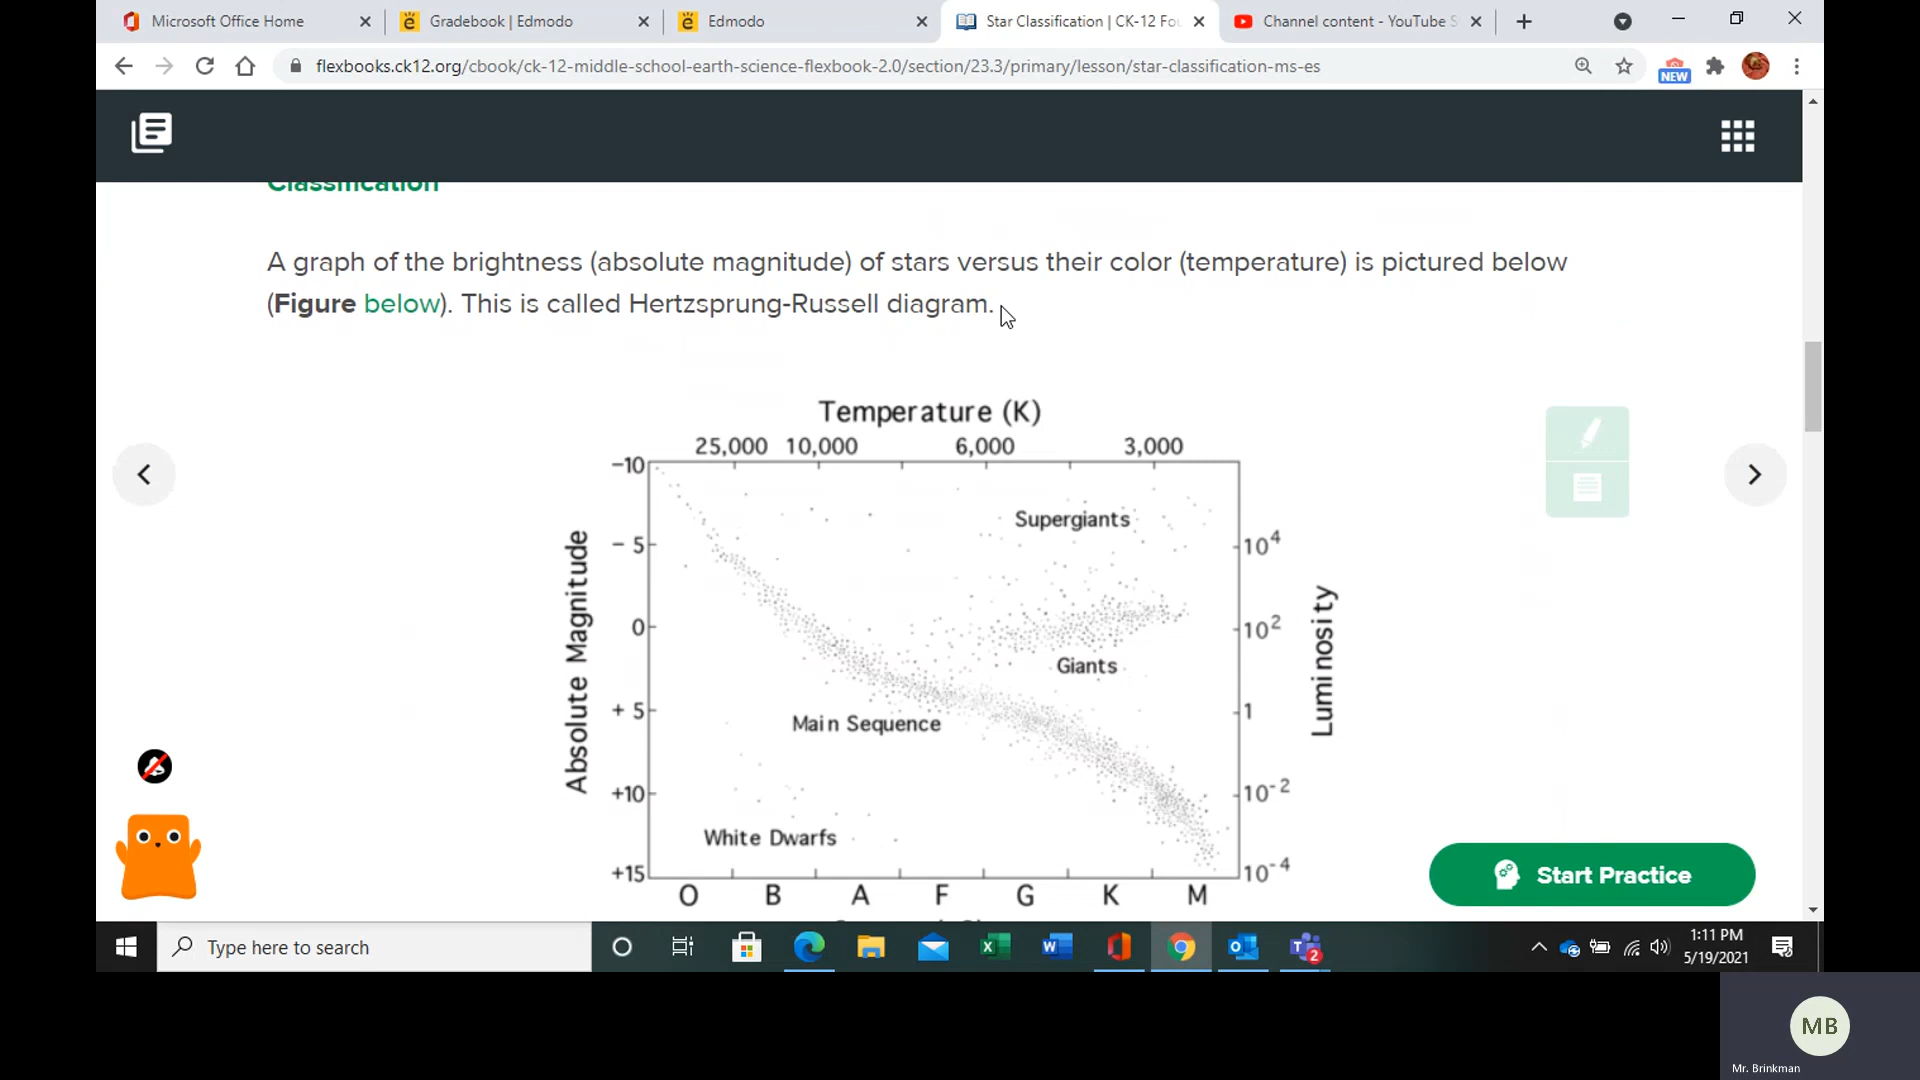 Microsoft Office Home
Gradebook | Edmodo
Edmodo
Star Classification | CK-12 Fo
Channel content - YouTube S
flexbooks.ck12.org/cbook/ck-12-middle-school-earth-science-flexbook-2.0/section/23.3/primary/lesson/star-classification-ms-es
NEW
Classification
A graph of the brightness (absolute magnitude) of stars versus their color (temperature) is pictured below
(Figure below). This is called Hertzsprung-Russell diagram.
Temperature (K)
25,000 10,000 6,000 3,000
-10
Supergiants
- 5
10⁴
0
10²
Giants
+ 5
1
Main Sequence
+10
10⁻²
White Dwarfs
+15
10⁻⁴
Absolute Magnitude
Luminosity
O B A F G K M
Start Practice
Type here to search
2
1:11 PM
5/19/2021
MB
Mr. Brinkman